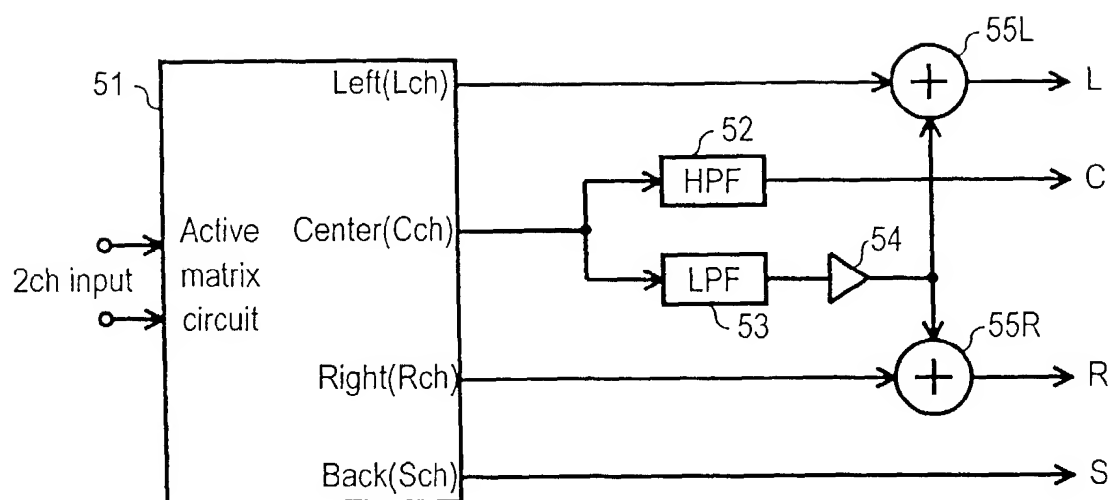 55L
51
Left(Lch)
+
L
52
HPF
C
Active
matrix
circuit
2ch input
Center(Cch)
54
LPF
53
55R
Right(Rch)
+
R
Back(Sch)
S